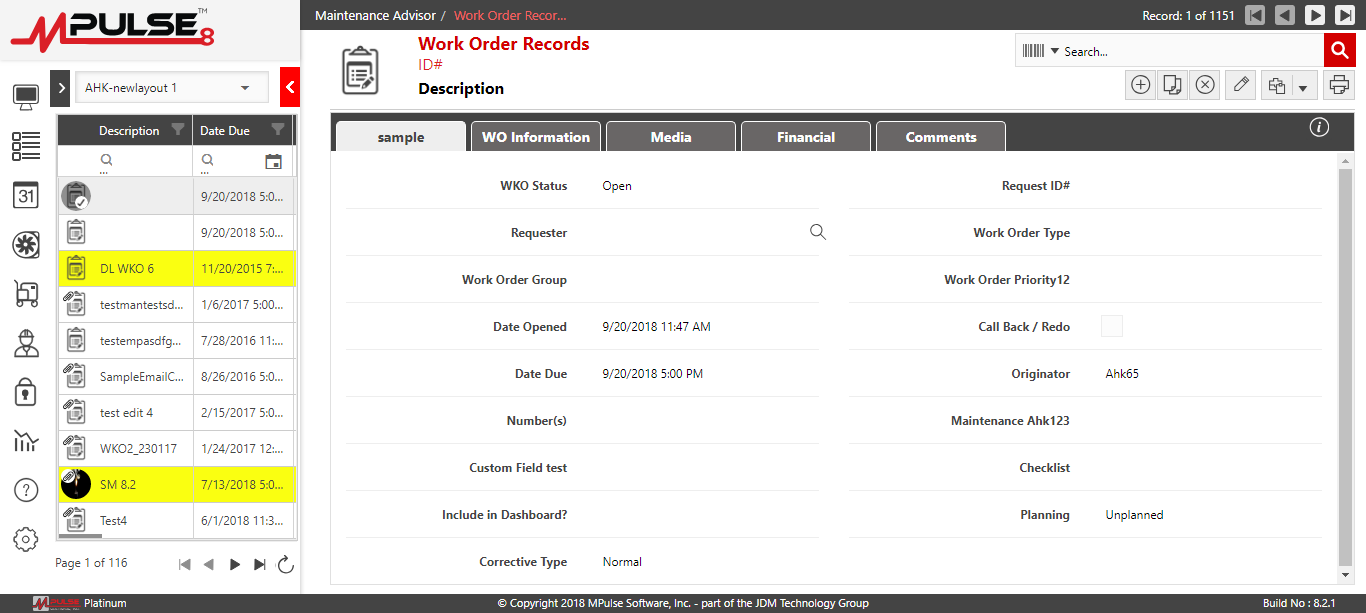 MPULSE 8 ™
Maintenance Advisor / Work Order Recor...
Record: 1 of 1151
Work Order Records
ID#
Description
Search...
AHK-newlayout 1
Description Date Due
... ...
9/20/2018 5:0...
9/20/2018 5:0...
DL WKO 6 11/20/2015 7:...
testmantestsd... 1/6/2017 5:00...
testempasdfg... 7/28/2016 11:...
SampleEmailC... 8/26/2016 5:0...
test edit 4 2/15/2017 5:0...
WKO2_230117 1/24/2017 12:...
SM 8.2 7/13/2018 5:0...
Test4 6/1/2018 11:3...
Page 1 of 116
31
?
sample WO Information Media Financial Comments
i
WKO Status Open Request ID#
Requester Work Order Type
Work Order Group Work Order Priority12
Date Opened 9/20/2018 11:47 AM Call Back / Redo
Date Due 9/20/2018 5:00 PM Originator Ahk65
Number(s) Maintenance Ahk123
Custom Field test Checklist
Include in Dashboard? Planning Unplanned
Corrective Type Normal
MPULSE Platinum
© Copyright 2018 MPulse Software, Inc. - part of the JDM Technology Group
Build No : 8.2.1